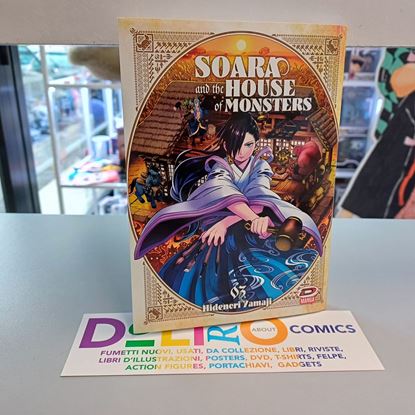 SOARA
and the HOUSE
of MONSTERS
03
Hidenori Yamaji
D
MANGA
DELIRIO ABOUT COMICS
FUMETTI NUOVI, USATI, DA COLLEZIONE, LIBRI, RIVISTE,
LIBRI D'ILLUSTRAZIONI, POSTERS, DVD, T-SHIRTS, FELPE,
ACTION FIGURES, PORTACHIAVI, GADGETS